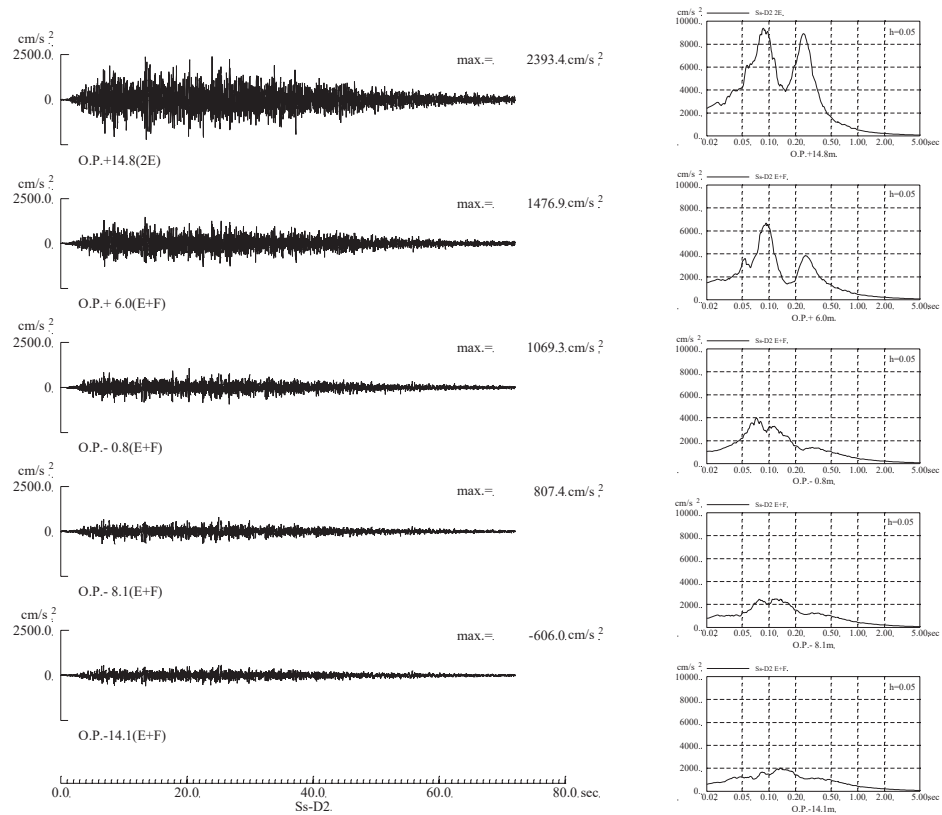 cm/s 2
2500.0
0.
max.= 2393.4 cm/s 2
O.P.+14.8(2E)
cm/s 2
2500.0
0.
max.= 1476.9 cm/s 2
O.P.+ 6.0(E+F)
cm/s 2
2500.0
0.
max.= 1069.3 cm/s 2
O.P.- 0.8(E+F)
cm/s 2
2500.0
0.
max.= 807.4 cm/s 2
O.P.- 8.1(E+F)
cm/s 2
2500.0
0.
max.= -606.0 cm/s 2
O.P.-14.1(E+F)
0.0 20.0 40.0 60.0 80.0 sec
Ss-D2
cm/s 2 Ss-D2 2E
10000.
h=0.05
8000.
6000.
4000.
2000.
0.
0.02 0.05 0.10 0.20 0.50 1.00 2.00 5.00sec
O.P.+14.8m
cm/s 2 Ss-D2 E+F
10000.
h=0.05
8000.
6000.
4000.
2000.
0.
0.02 0.05 0.10 0.20 0.50 1.00 2.00 5.00sec
O.P.+ 6.0m
cm/s 2 Ss-D2 E+F
10000.
h=0.05
8000.
6000.
4000.
2000.
0.
0.02 0.05 0.10 0.20 0.50 1.00 2.00 5.00sec
O.P.- 0.8m
cm/s 2 Ss-D2 E+F
10000.
h=0.05
8000.
6000.
4000.
2000.
0.
0.02 0.05 0.10 0.20 0.50 1.00 2.00 5.00sec
O.P.- 8.1m
cm/s 2 Ss-D2 E+F
10000.
h=0.05
8000.
6000.
4000.
2000.
0.
0.02 0.05 0.10 0.20 0.50 1.00 2.00 5.00sec
O.P.-14.1m